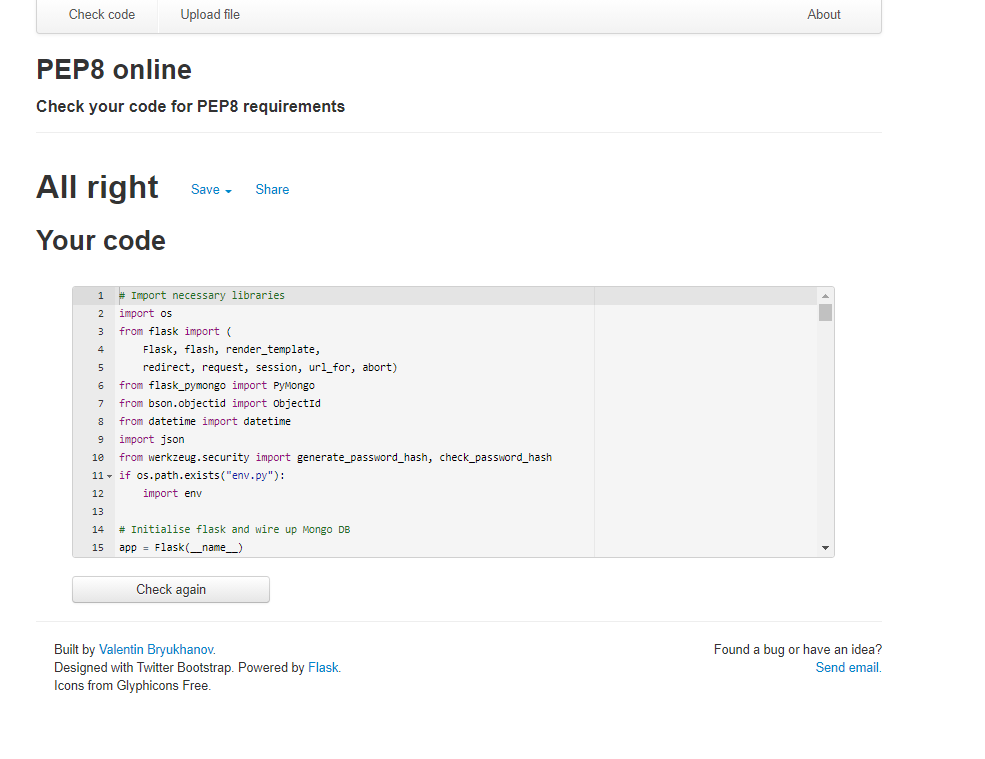 Check code Upload file About
PEP8 online
Check your code for PEP8 requirements
All right Save Share
Your code
1 # Import necessary libraries
2 import os
3 from flask import (
4 Flask, flash, render_template,
5 redirect, request, session, url_for, abort)
6 from flask_pymongo import PyMongo
7 from bson.objectid import ObjectId
8 from datetime import datetime
9 import json
10 from werkzeug.security import generate_password_hash, check_password_hash
11 if os.path.exists("env.py"):
12 import env
13
14 # Initialise flask and wire up Mongo DB
15 app = Flask(__name__)
Check again
Built by Valentin Bryukhanov. Found a bug or have an idea?
Designed with Twitter Bootstrap. Powered by Flask. Send email.
Icons from Glyphicons Free.